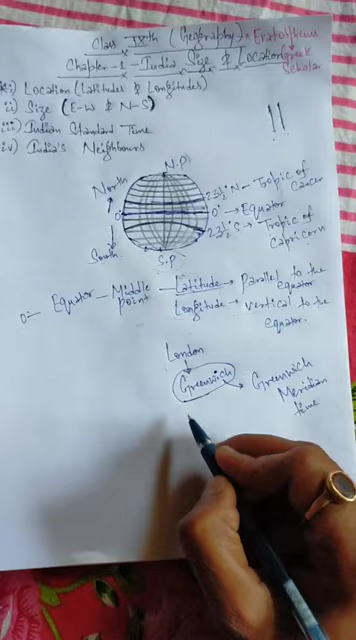 Class IXth (Geography) * Eratosthenes
Greek
Scholar
Chapter-1-India Size & Location
i) Location (Latitudes & Longitudes)
ii) Size (E-W & N-S)
iii) Indian Standard Time
iv) India's Neighbours
!!
N.P
North
23½°N - Tropic of cancer
0° 0° → Equator
23½°S → Tropic of capricorn
South
S.P.
0° — Equator - Middle point
Latitude → Parallel to the equator
Longitude → vertical to the equator.
London
Greenwich → Greenwich Meridian time